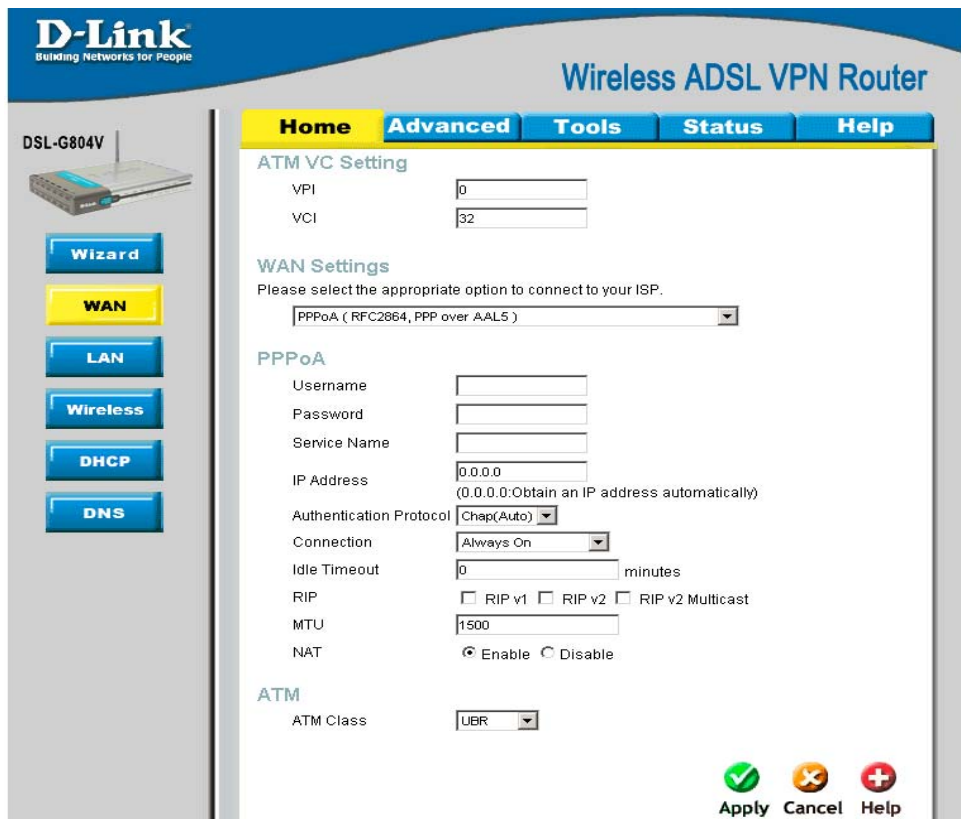 D-Link
Building Networks for People
Wireless ADSL VPN Router
DSL-G804V
Home Advanced Tools Status Help
Wizard
WAN
LAN
Wireless
DHCP
DNS
ATM VC Setting
VPI 0
VCI 32
WAN Settings
Please select the appropriate option to connect to your ISP.
PPPoA ( RFC2864, PPP over AAL5 )
PPPoA
Username
Password
Service Name
IP Address 0.0.0.0
(0.0.0.0:Obtain an IP address automatically)
Authentication Protocol Chap(Auto)
Connection Always On
Idle Timeout 0 minutes
RIP RIP v1 RIP v2 RIP v2 Multicast
MTU 1500
NAT Enable Disable
ATM
ATM Class UBR
Apply Cancel Help